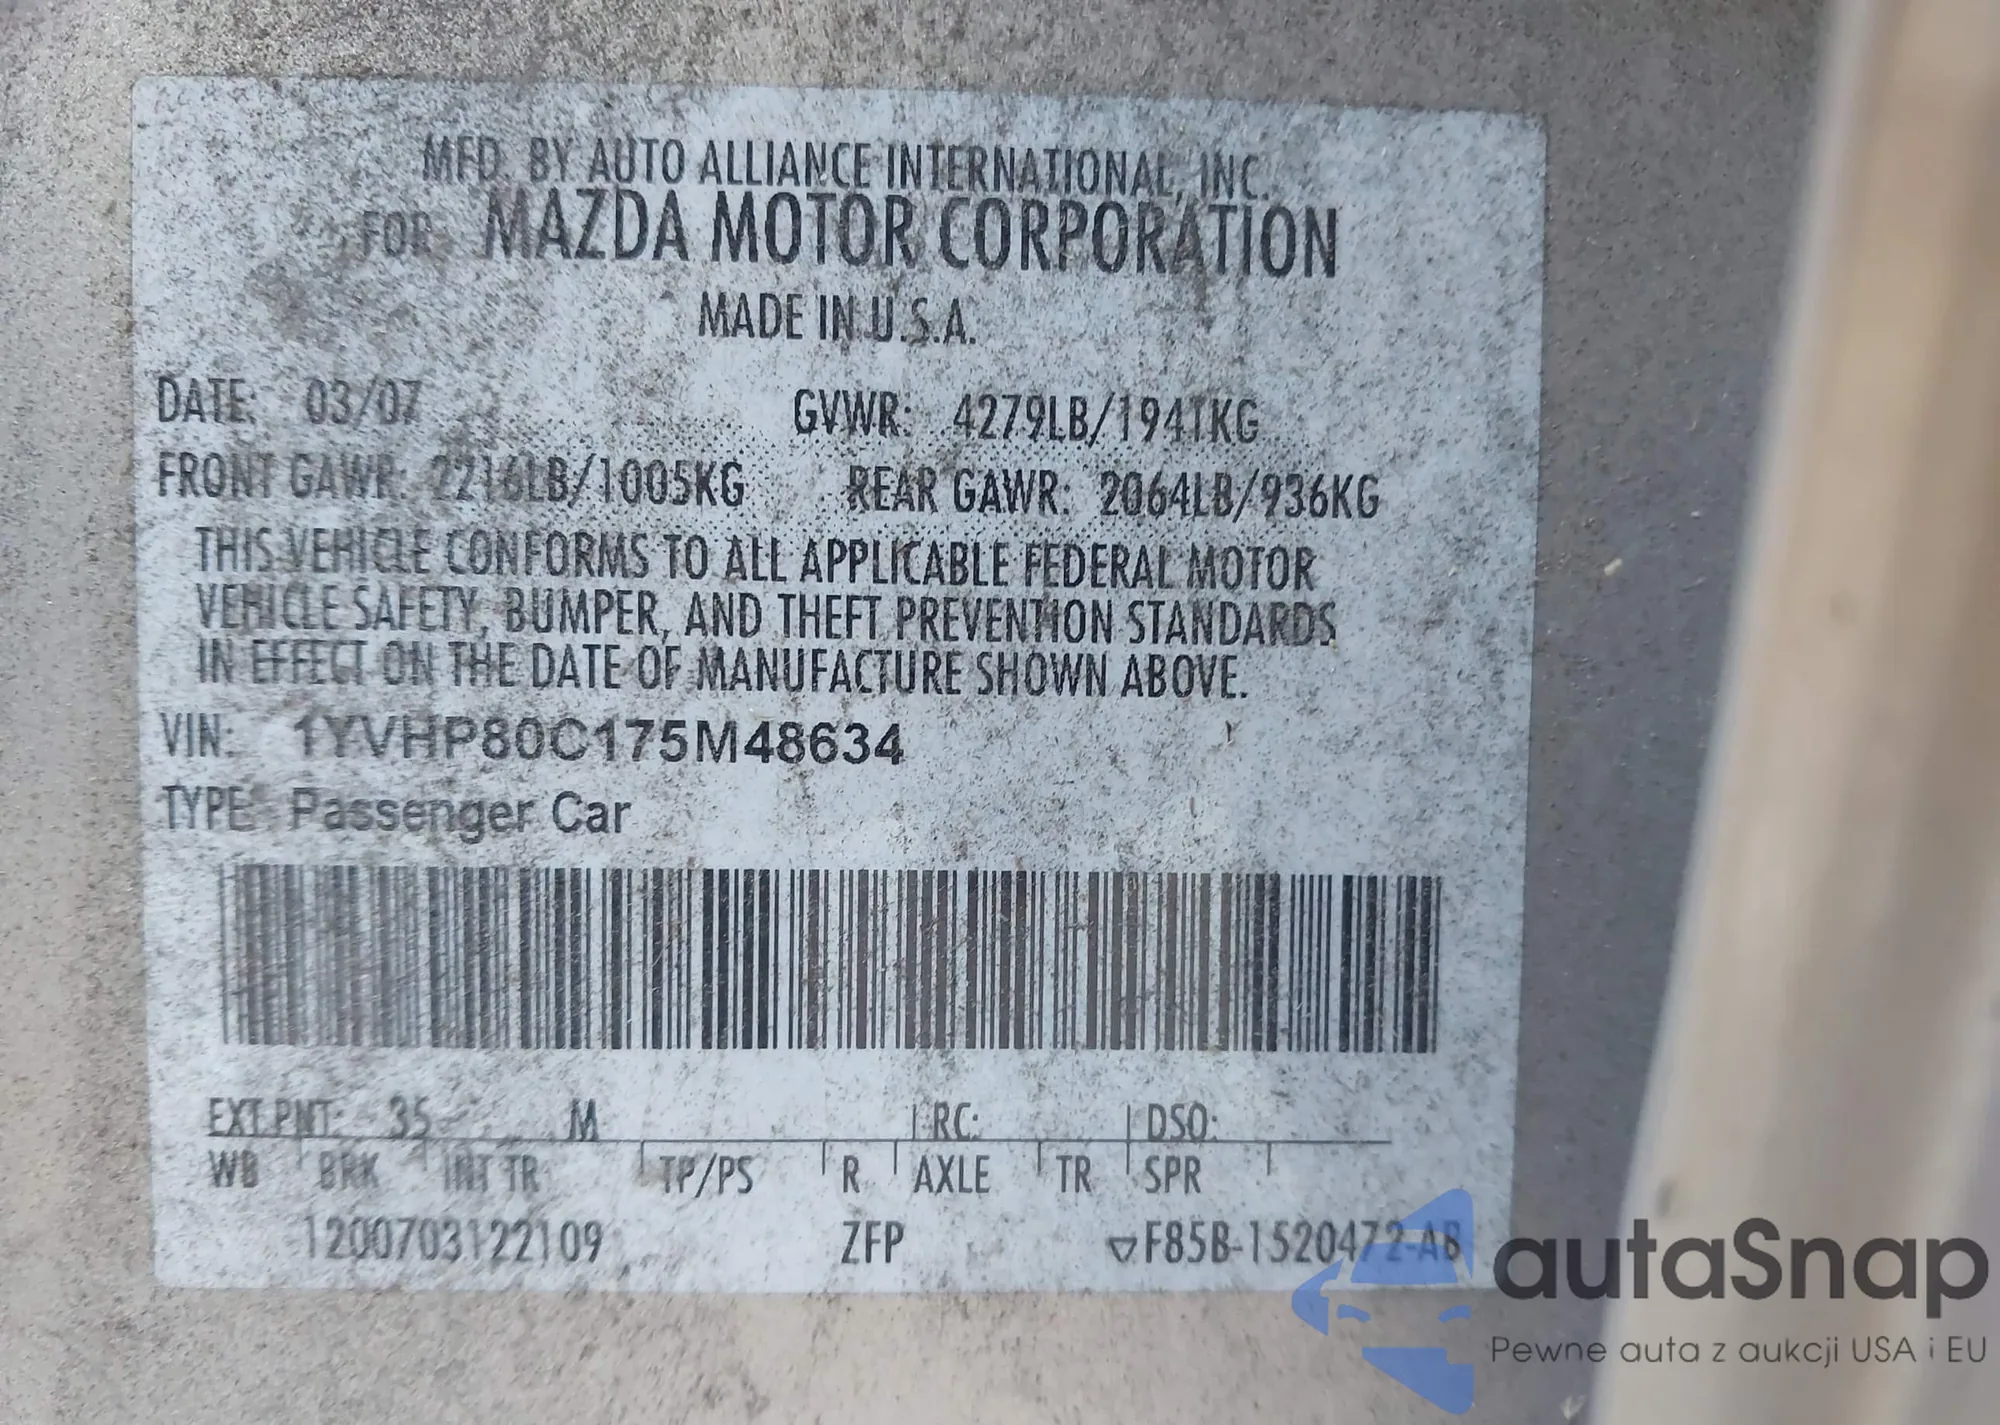 MFD. BY AUTO ALLIANCE INTERNATIONAL, INC.
FOR MAZDA MOTOR CORPORATION
MADE IN U.S.A.
DATE: 03/07 GVWR: 4279LB/1941KG
FRONT GAWR: 2216LB/1005KG REAR GAWR: 2064LB/936KG
THIS VEHICLE CONFORMS TO ALL APPLICABLE FEDERAL MOTOR
VEHICLE SAFETY, BUMPER, AND THEFT PREVENTION STANDARDS
IN EFFECT ON THE DATE OF MANUFACTURE SHOWN ABOVE.
VIN: 1YVHP80C175M48634
TYPE: Passenger Car
EXT PNT: 35 M RC: DSO:
WB BRK INT TR TP/PS R AXLE TR SPR
1200703122109 ZFP F85B-1520472-AB
autaSnap
Pewne auta z aukcji USA i EU